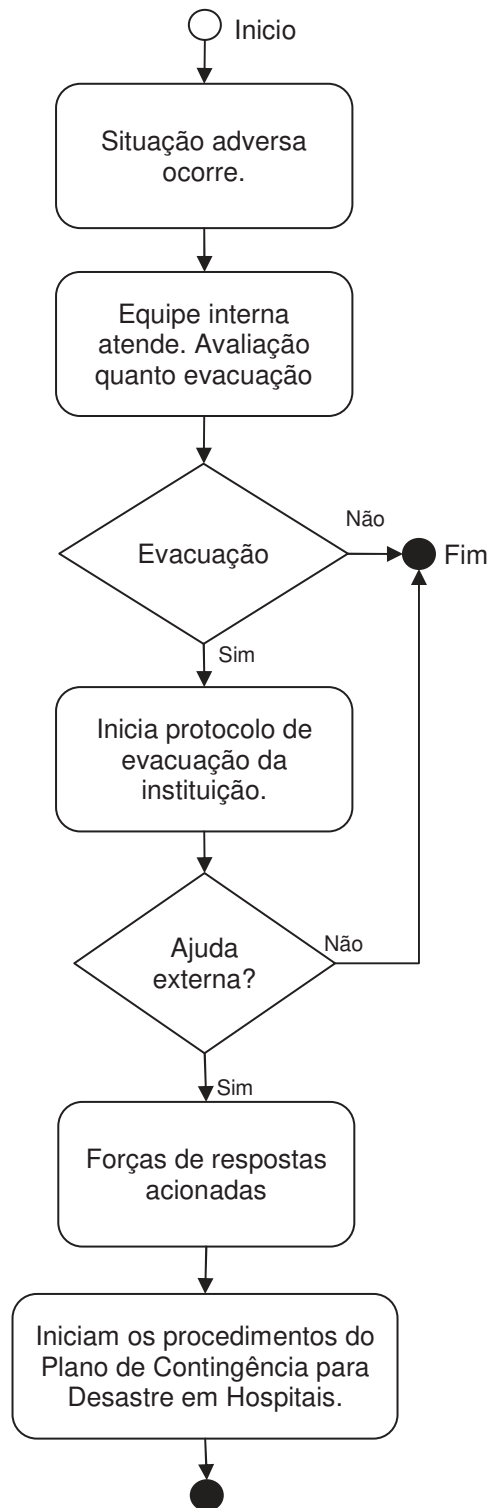 Inicio
Situação adversa
ocorre.
Equipe interna
atende. Avaliação
quanto evacuação
Não
Evacuação
Fim
Sim
Inicia protocolo de
evacuação da
instituição.
Ajuda
externa?
Não
Sim
Forças de respostas
acionadas
Iniciam os procedimentos do
Plano de Contingência para
Desastre em Hospitais.